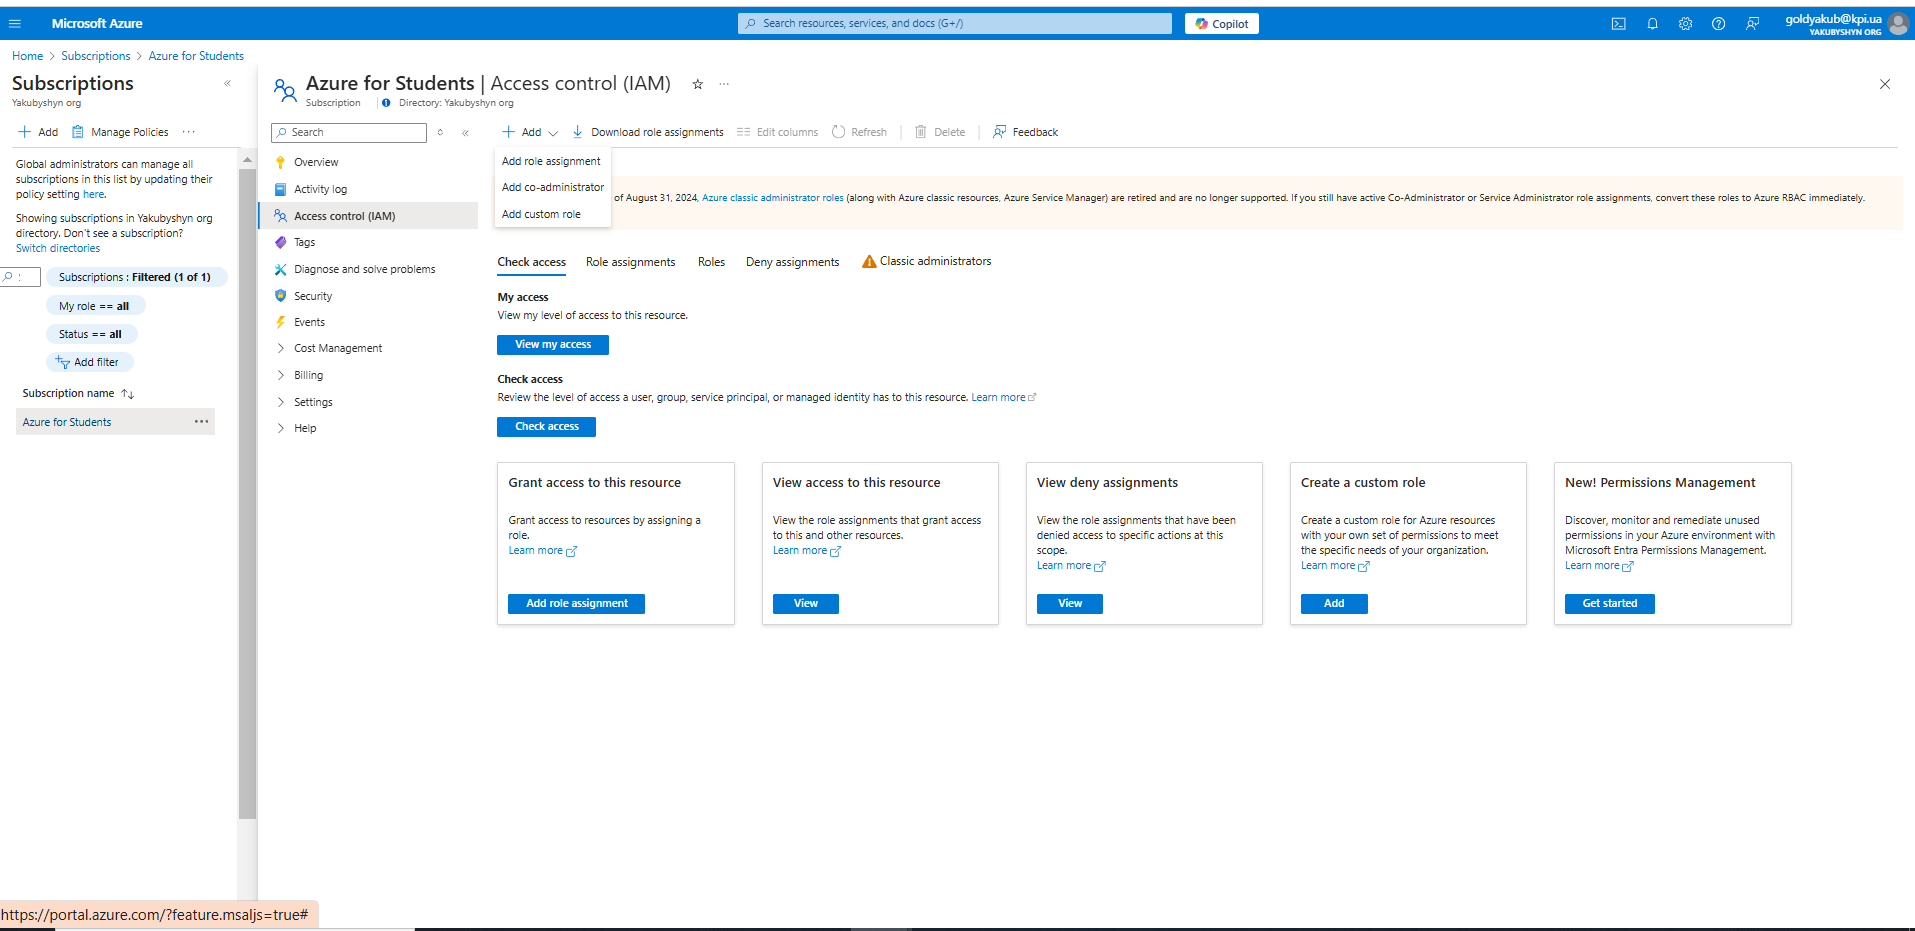 Microsoft Azure
Search resources, services, and docs (G+/)
Copilot
goldyakub@kpi.ua
YAKUBYSHYN ORG
Home > Subscriptions > Azure for Students
Subscriptions
Yakubyshyn org
Add
Manage Policies
Global administrators can manage all
subscriptions in this list by updating their
policy setting here.
Showing subscriptions in Yakubyshyn org
directory. Don't see a subscription?
Switch directories
Subscriptions : Filtered (1 of 1)
My role == all
Status == all
Add filter
Subscription name
Azure for Students
Azure for Students | Access control (IAM)
Subscription
Directory: Yakubyshyn org
Search
Overview
Activity log
Access control (IAM)
Tags
Diagnose and solve problems
Security
Events
Cost Management
Billing
Settings
Help
Add
Download role assignments
Edit columns
Refresh
Delete
Feedback
Add role assignment
Add co-administrator
Add custom role
of August 31, 2024, Azure classic administrator roles (along with Azure classic resources, Azure Service Manager) are retired and are no longer supported. If you still have active Co-Administrator or Service Administrator role assignments, convert these roles to Azure RBAC immediately.
Check access
Role assignments
Roles
Deny assignments
Classic administrators
My access
View my level of access to this resource.
View my access
Check access
Review the level of access a user, group, service principal, or managed identity has to this resource. Learn more
Check access
Grant access to this resource
Grant access to resources by assigning a
role.
Learn more
Add role assignment
View access to this resource
View the role assignments that grant access
to this and other resources.
Learn more
View
View deny assignments
View the role assignments that have been
denied access to specific actions at this
scope.
Learn more
View
Create a custom role
Create a custom role for Azure resources
with your own set of permissions to meet
the specific needs of your organization.
Learn more
Add
New! Permissions Management
Discover, monitor and remediate unused
permissions in your Azure environment with
Microsoft Entra Permissions Management.
Learn more
Get started
https://portal.azure.com/?feature.msaljs=true#